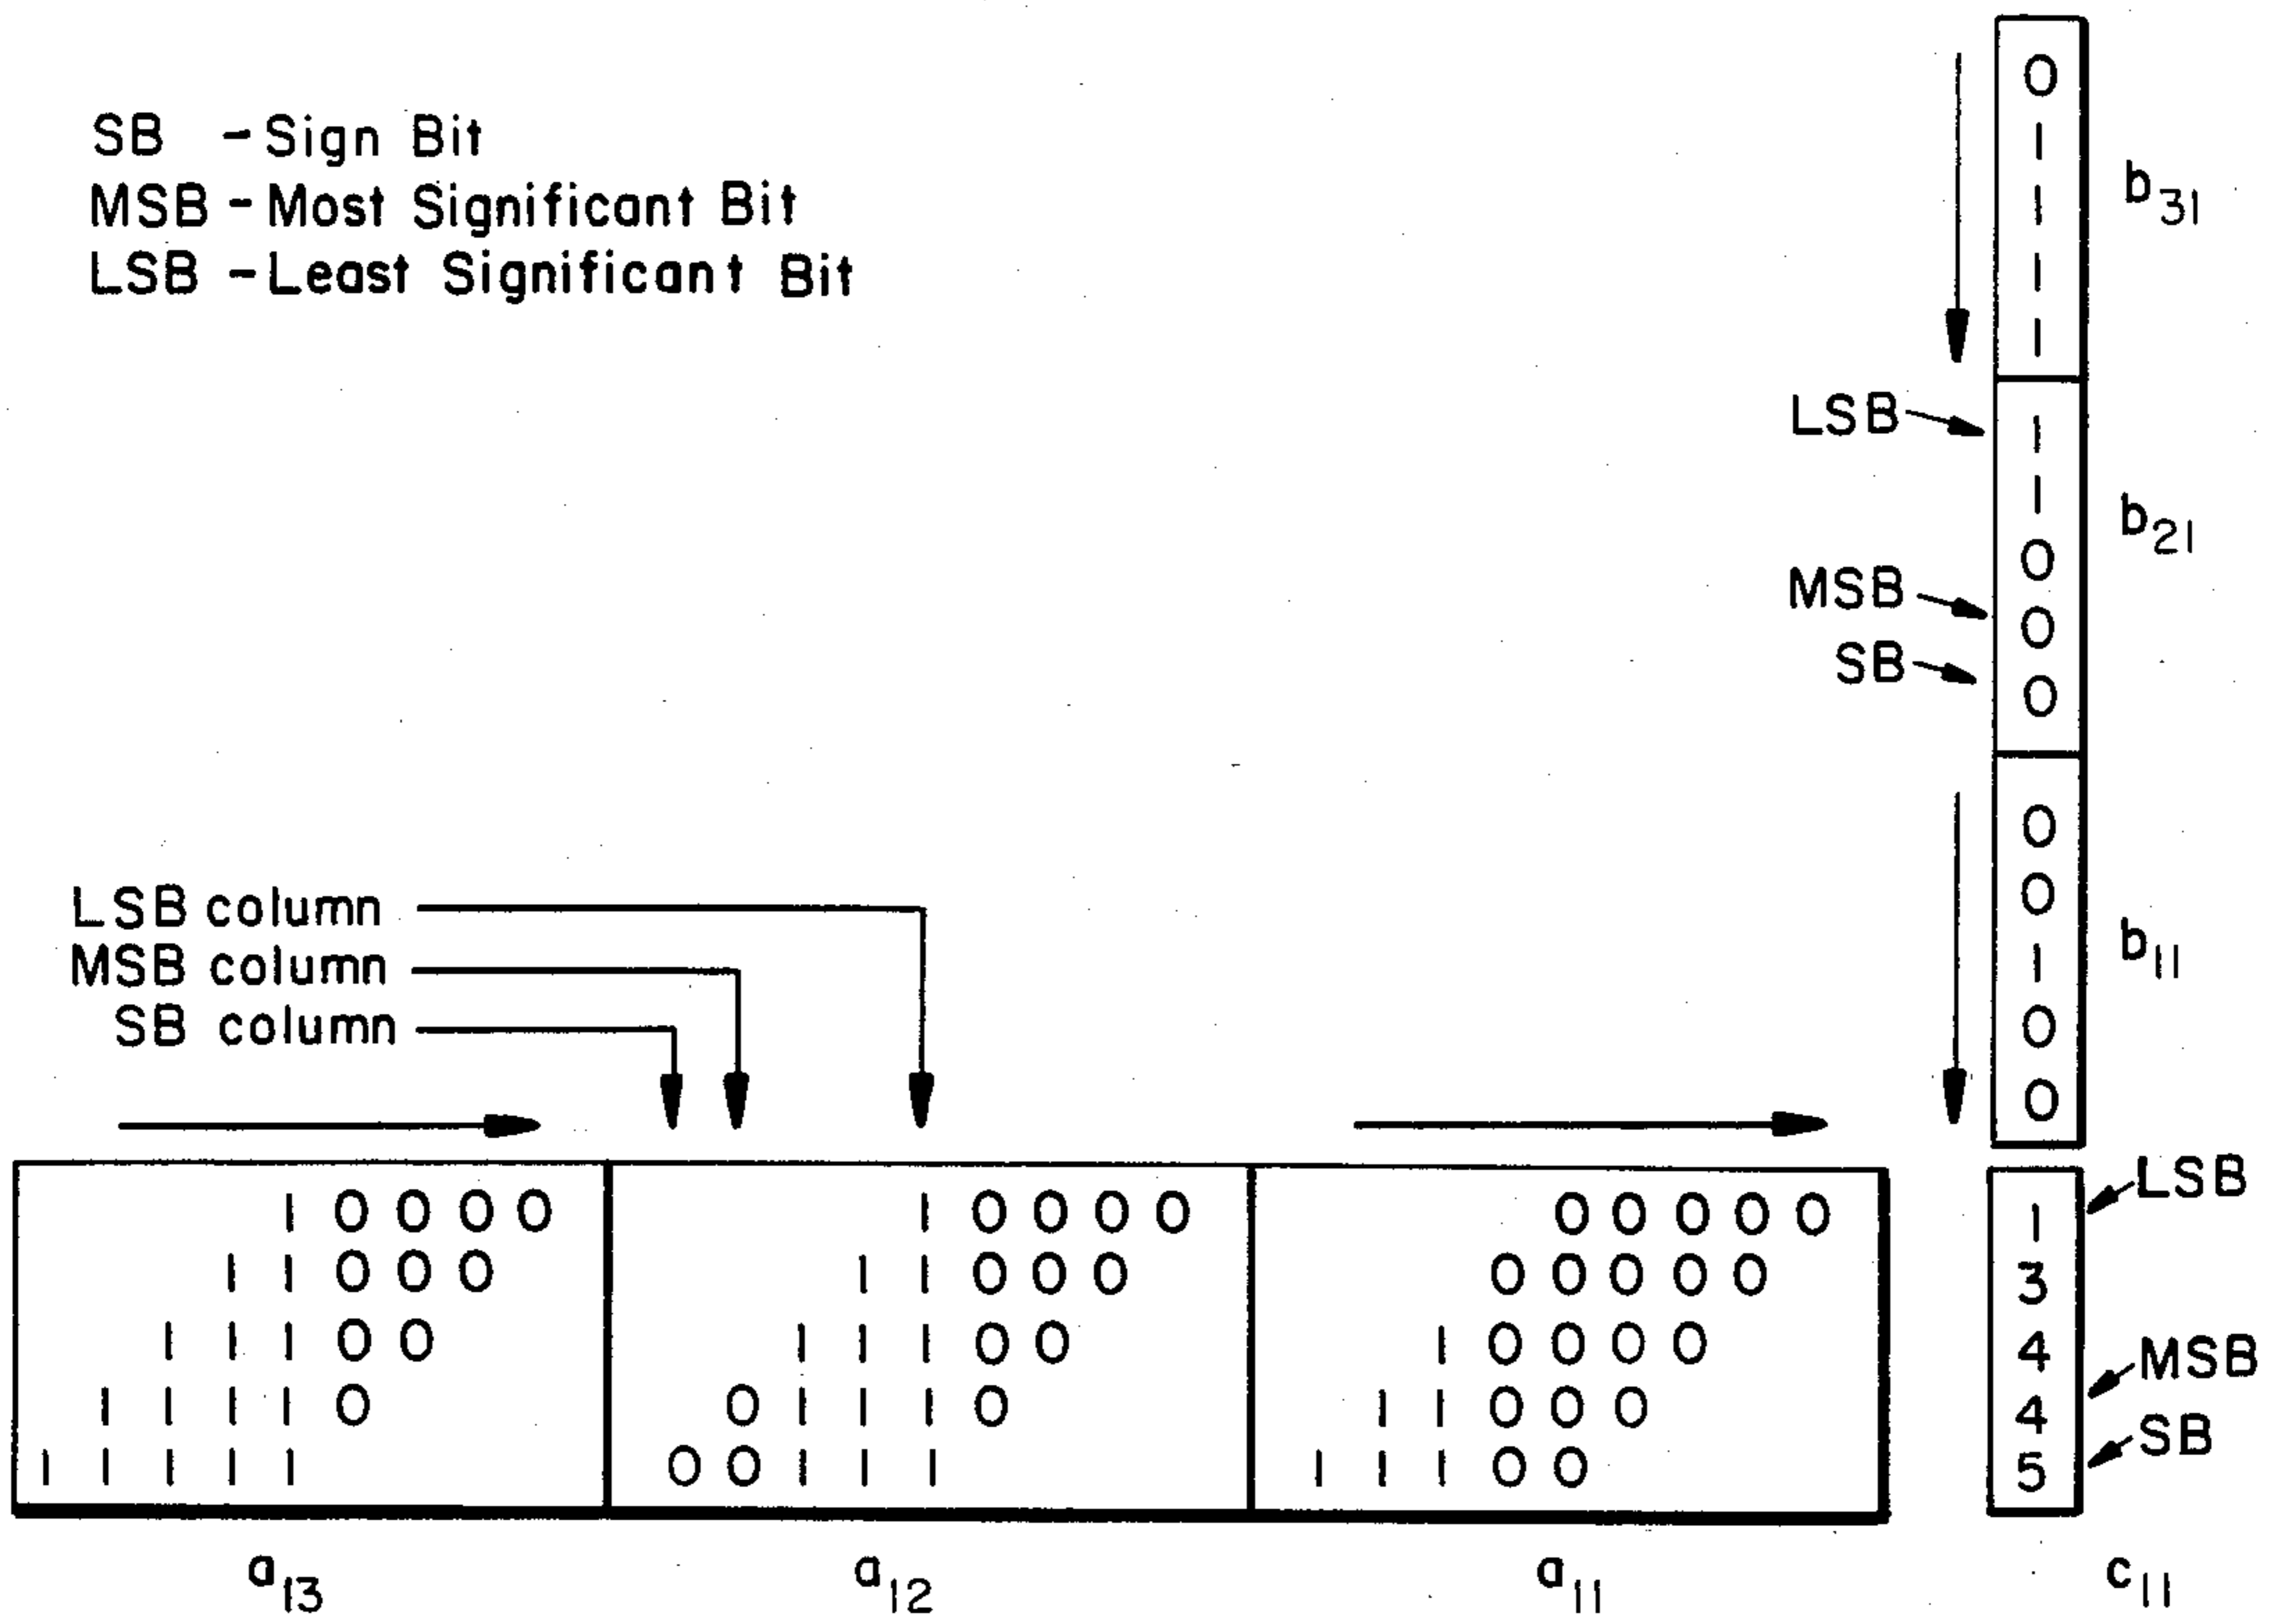 SB - Sign Bit
MSB - Most Significant Bit
LSB - Least Significant Bit
0
1
1
1
1
b31
LSB
1
1
0
MSB
0
SB
0
b21
0
0
1
0
0
b11
LSB column
MSB column
SB column
1 0 0 0 0
1 1 0 0 0
1 1 1 0 0
1 1 1 1 0
1 1 1 1 1
a13
1 0 0 0 0
1 1 0 0 0
1 1 1 0 0
0 1 1 1 0
0 0 1 1 1
a12
0 0 0 0 0
0 0 0 0 0
1 0 0 0 0
1 1 0 0 0
1 1 1 0 0
a11
LSB
1
3
4
MSB
4
SB
5
c11